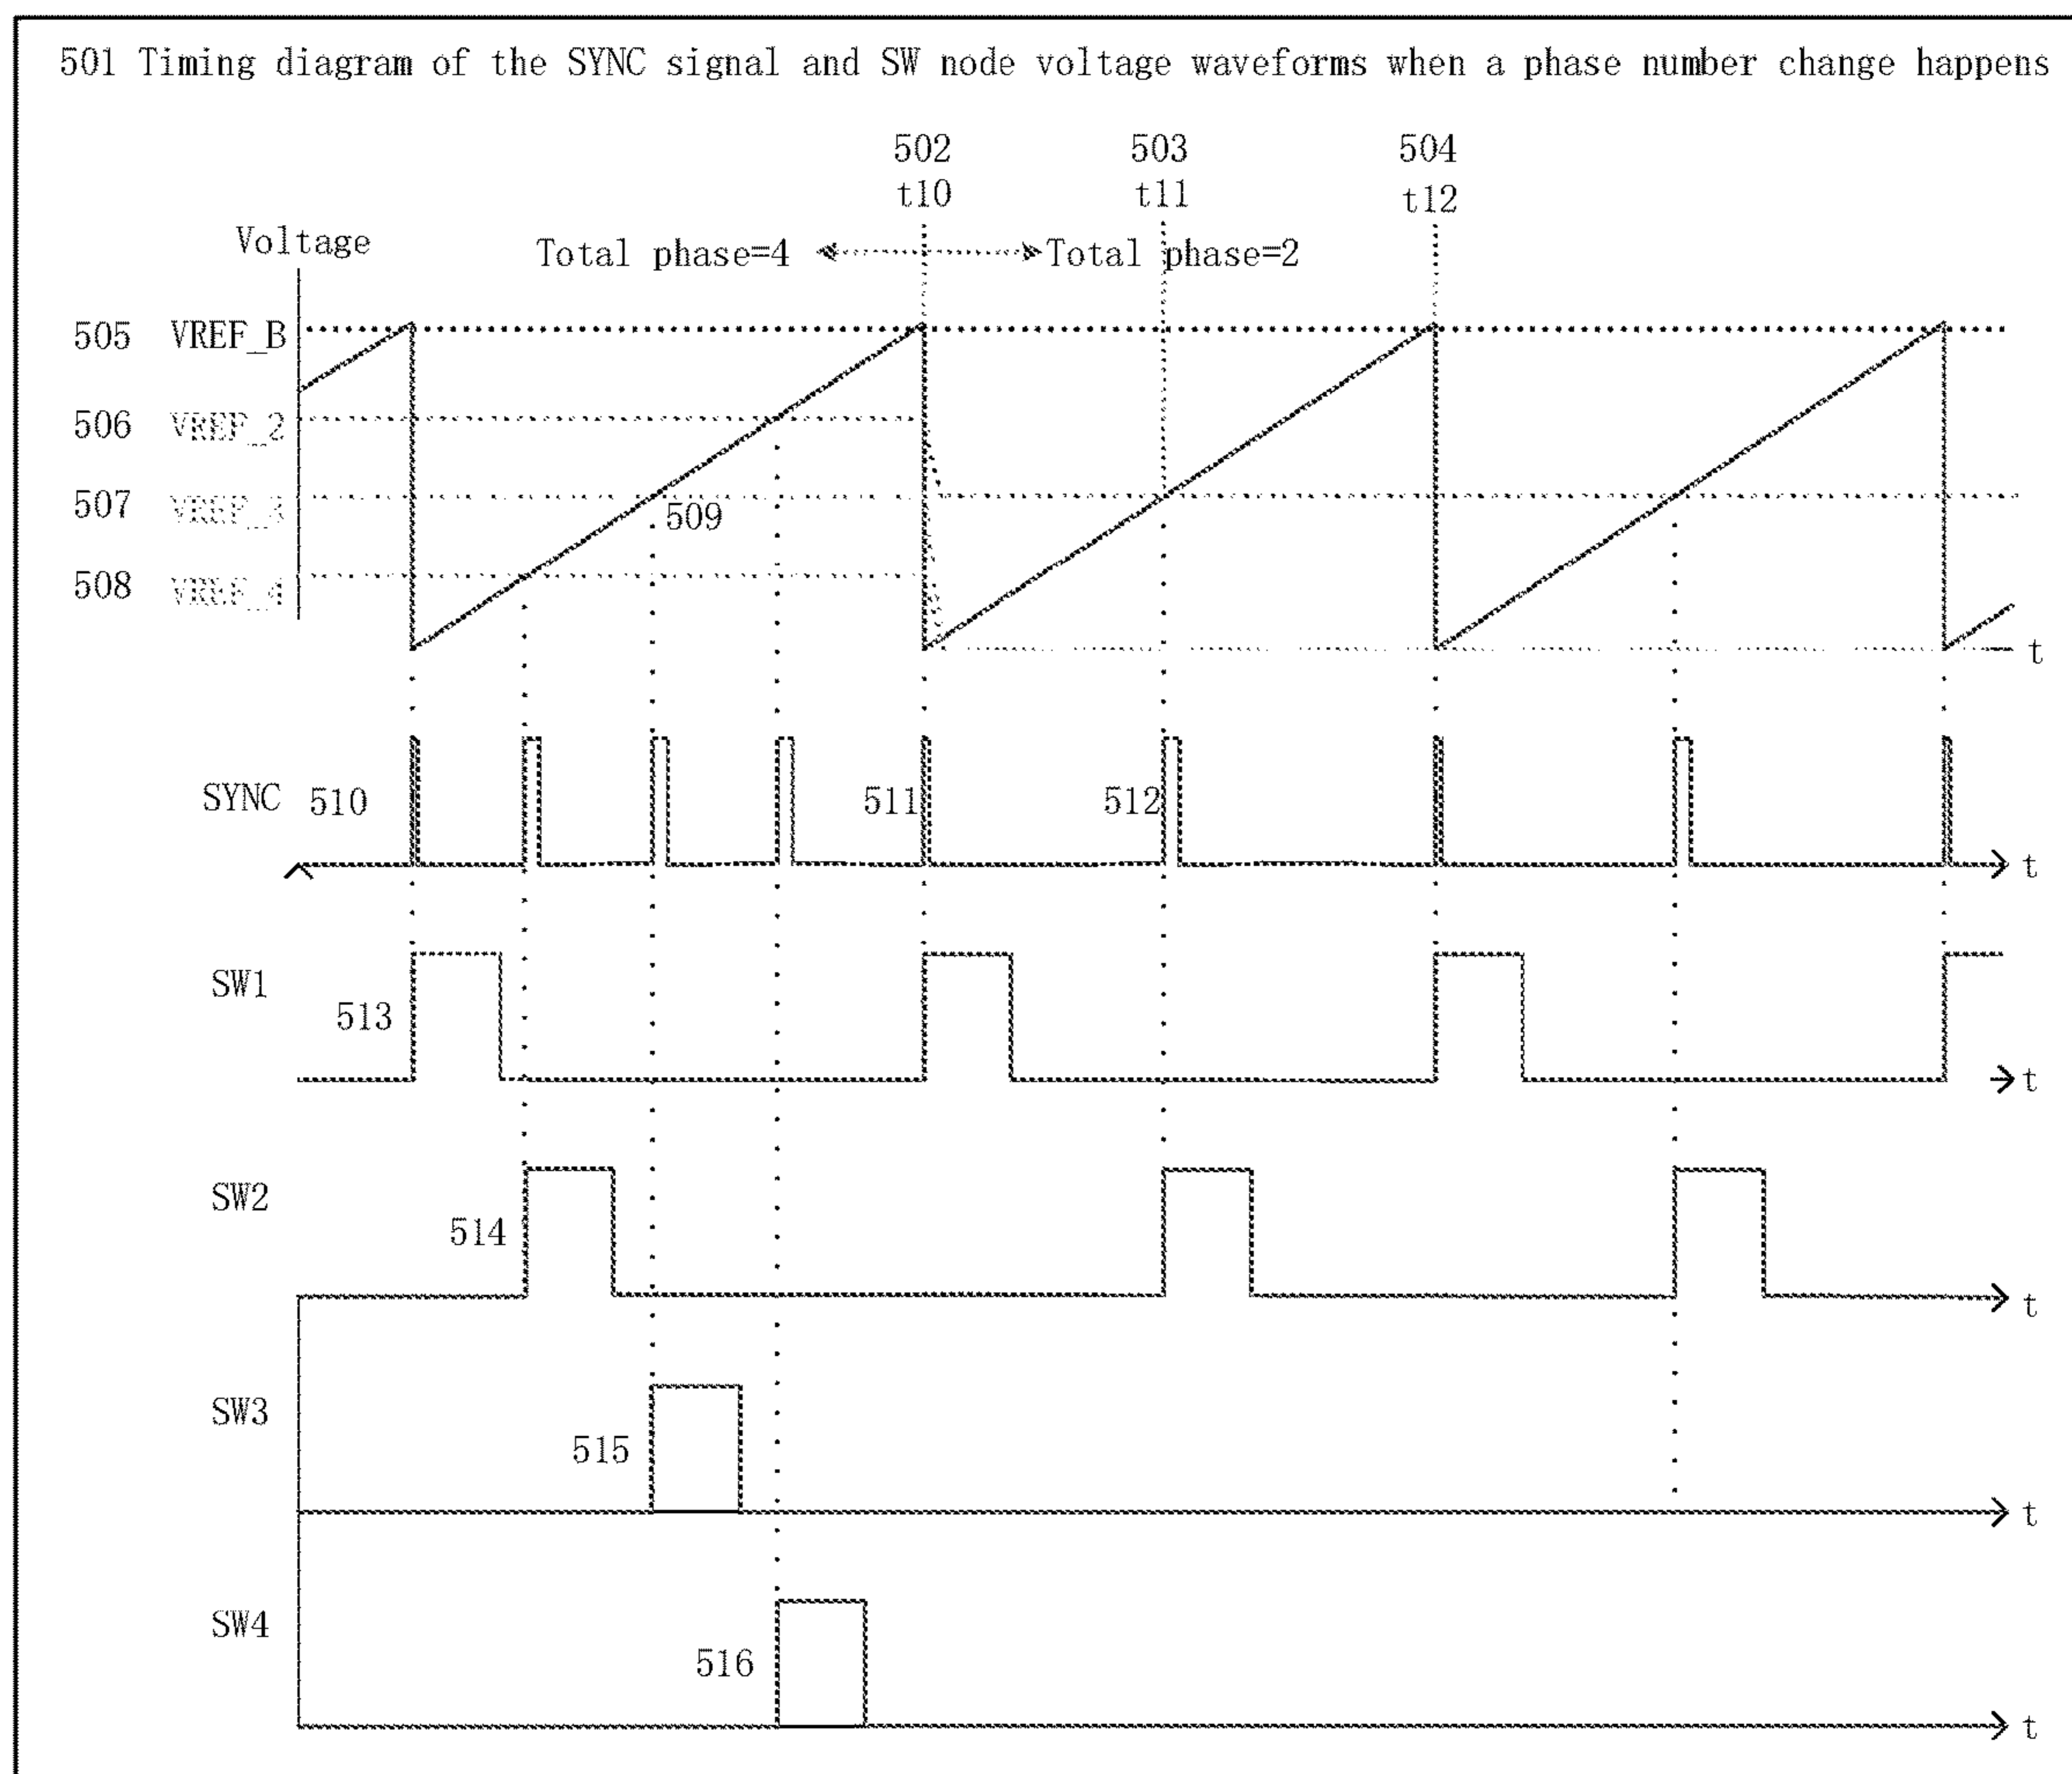 501 Timing diagram of the SYNC signal and SW node voltage waveforms when a phase number change happens
502 503 504
t10 t11 t12
Voltage Total phase=4 Total phase=2
505 VREF_B
506 VREF_2
507 VREF_3
509
508 VREF_4
t
SYNC 510 511 512
t
SW1
513
t
SW2
514
t
SW3
515
t
SW4
516
t